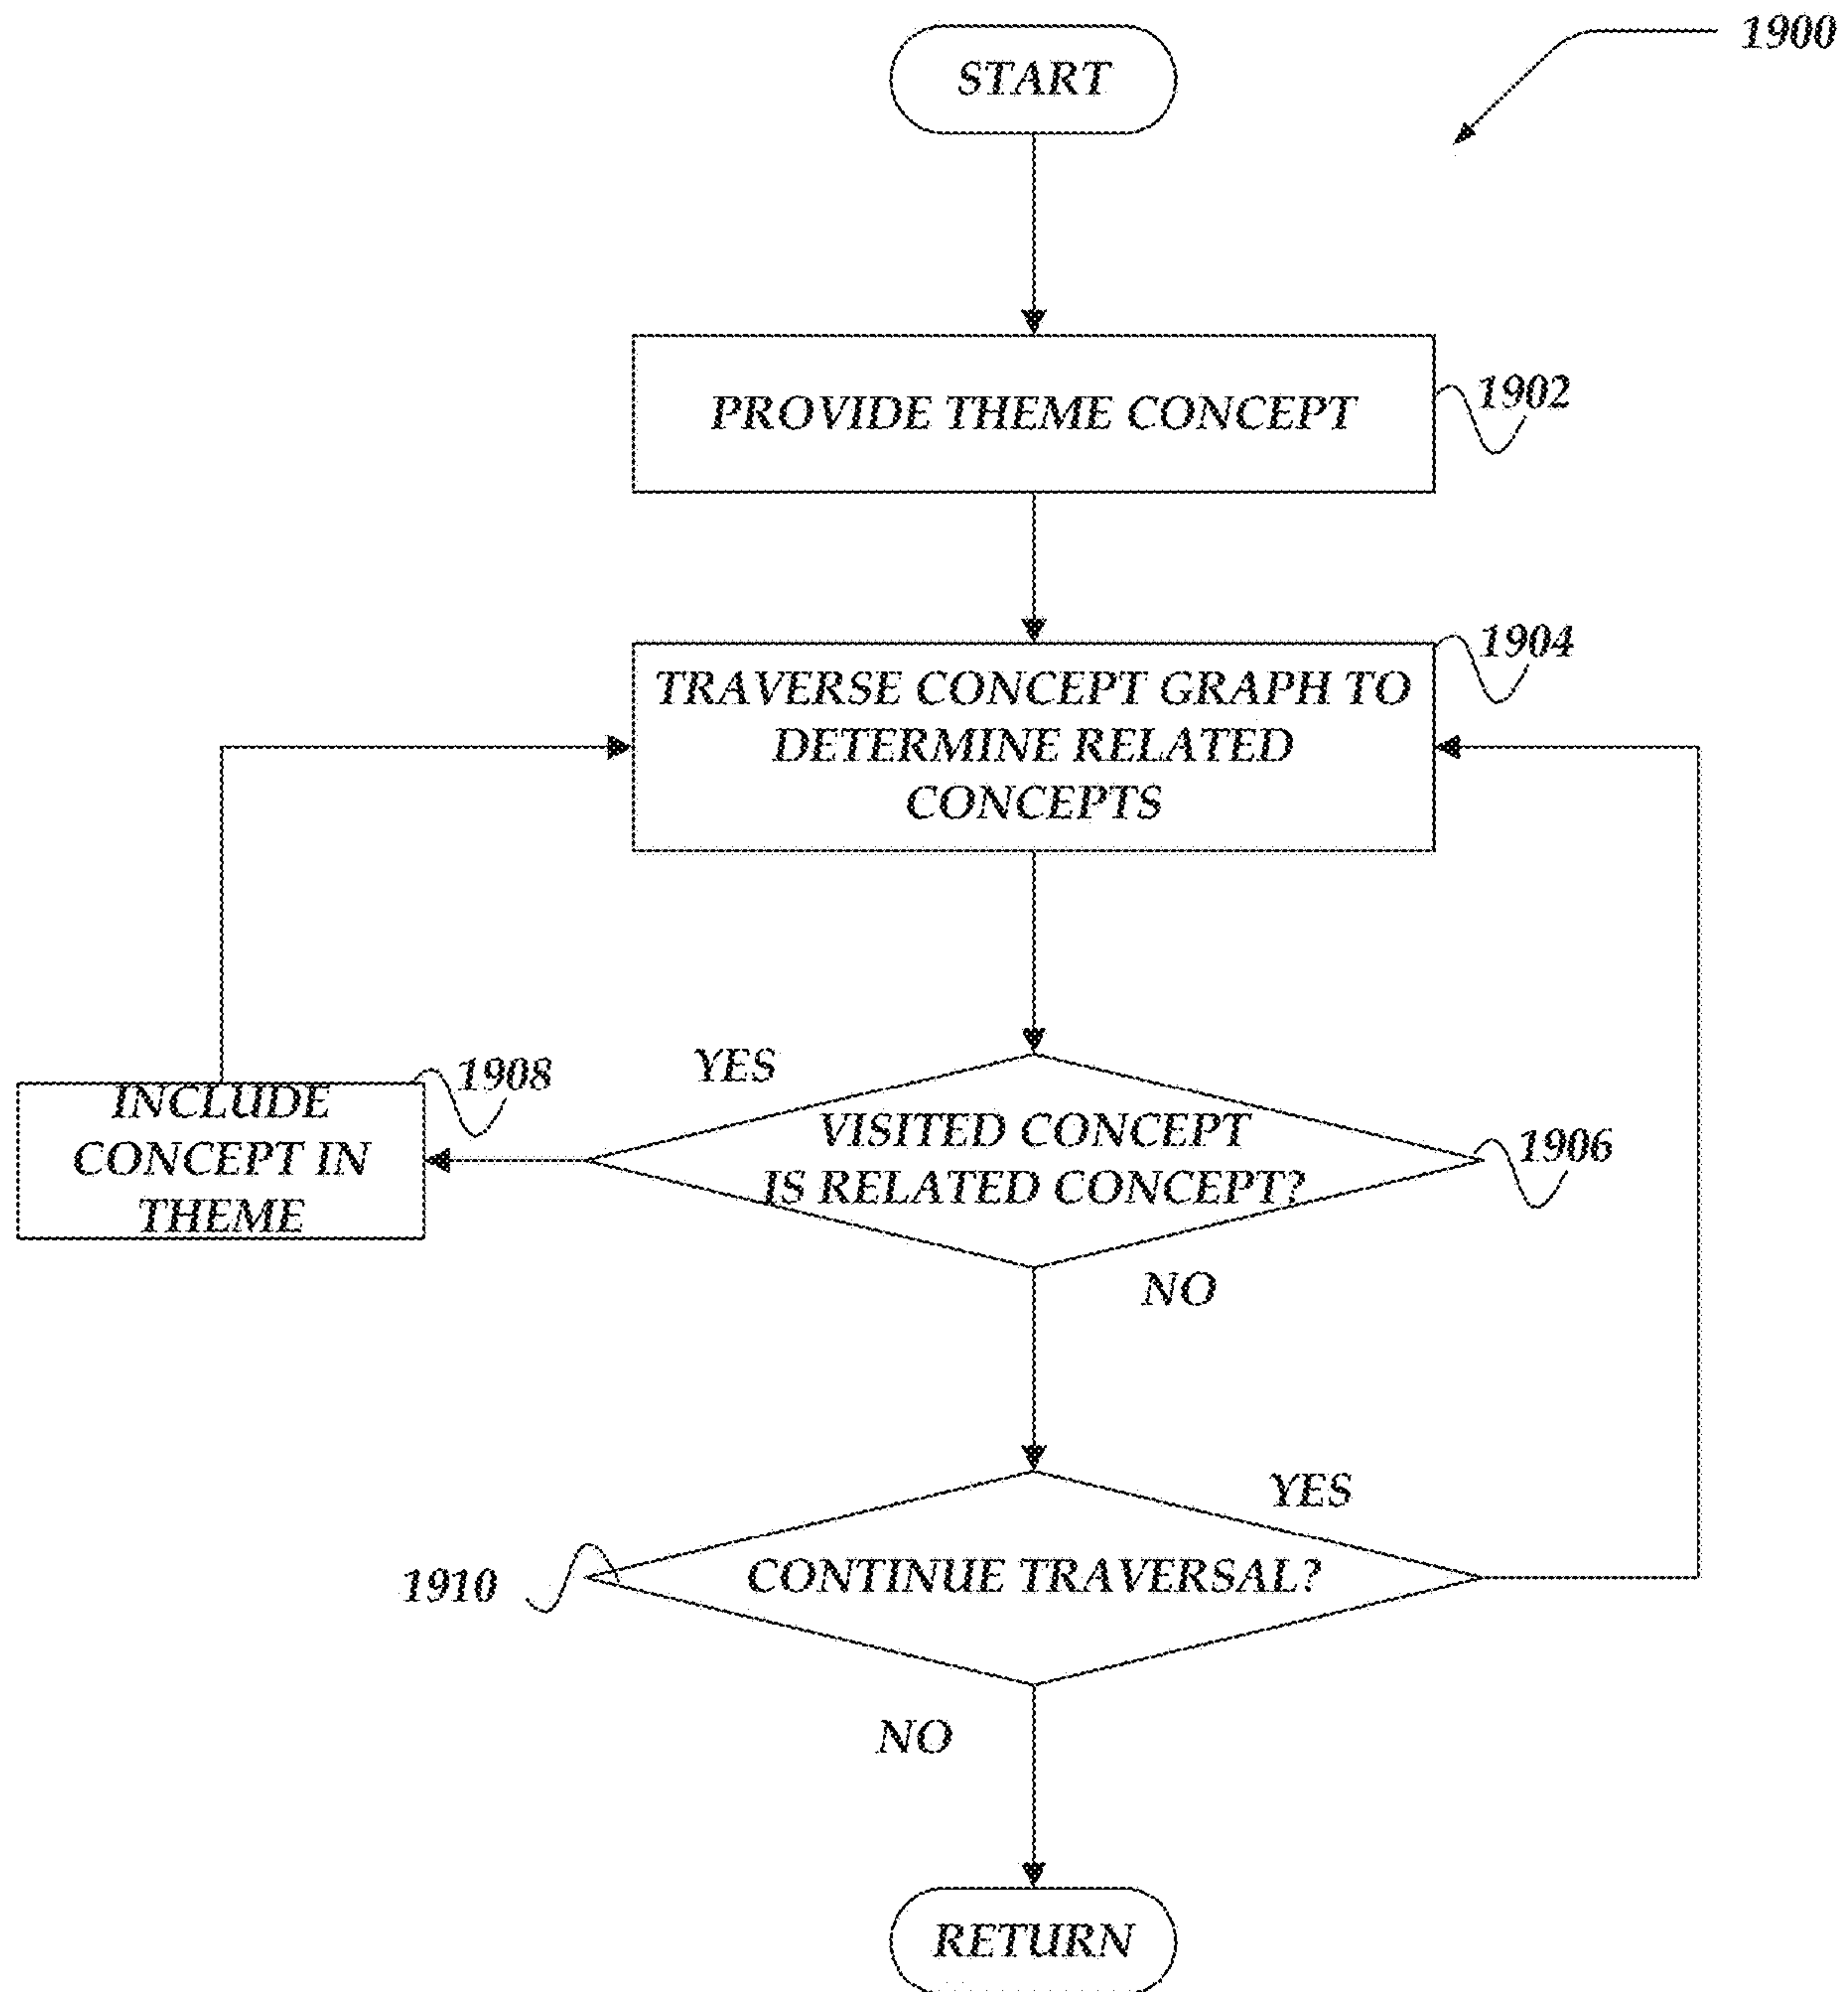 1900
START
PROVIDE THEME CONCEPT
1902
1904
TRAVERSE CONCEPT GRAPH TO
DETERMINE RELATED
CONCEPTS
YES
1908
INCLUDE
CONCEPT IN
THEME
VISITED CONCEPT
IS RELATED CONCEPT?
1906
NO
YES
CONTINUE TRAVERSAL?
1910
NO
RETURN